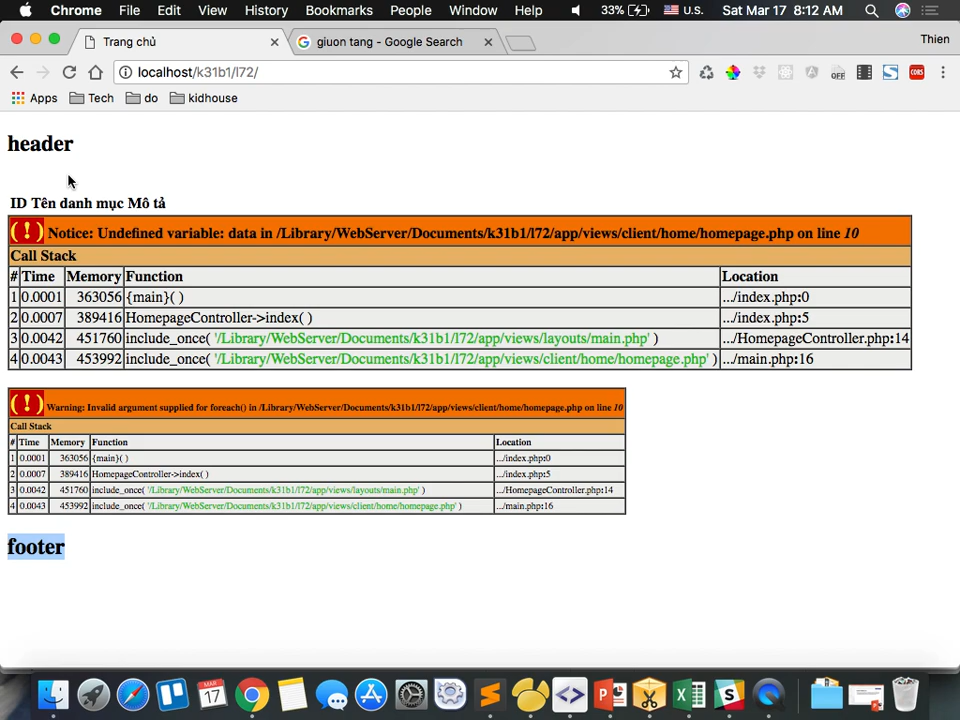 Chrome File Edit View History Bookmarks People Window Help 33% U.S. Sat Mar 17 8:12 AM
Trang chủ giuon tang - Google Search Thien
localhost/k31b1/l72/ OFF CORS
Apps Tech do kidhouse
header
ID Tên danh mục Mô tả
( ! ) Notice: Undefined variable: data in /Library/WebServer/Documents/k31b1/l72/app/views/client/home/homepage.php on line 10
Call Stack
# Time Memory Function Location
1 0.0001 363056 {main}( ) .../index.php:0
2 0.0007 389416 HomepageController->index( ) .../index.php:5
3 0.0042 451760 include_once( '/Library/WebServer/Documents/k31b1/l72/app/views/layouts/main.php' ) .../HomepageController.php:14
4 0.0043 453992 include_once( '/Library/WebServer/Documents/k31b1/l72/app/views/client/home/homepage.php' ) .../main.php:16
( ! ) Warning: Invalid argument supplied for foreach() in /Library/WebServer/Documents/k31b1/l72/app/views/client/home/homepage.php on line 10
Call Stack
# Time Memory Function Location
1 0.0001 363056 {main}( ) .../index.php:0
2 0.0007 389416 HomepageController->index( ) .../index.php:5
3 0.0042 451760 include_once( '/Library/WebServer/Documents/k31b1/l72/app/views/layouts/main.php' ) .../HomepageController.php:14
4 0.0043 453992 include_once( '/Library/WebServer/Documents/k31b1/l72/app/views/client/home/homepage.php' ) .../main.php:16
footer
MAR
17